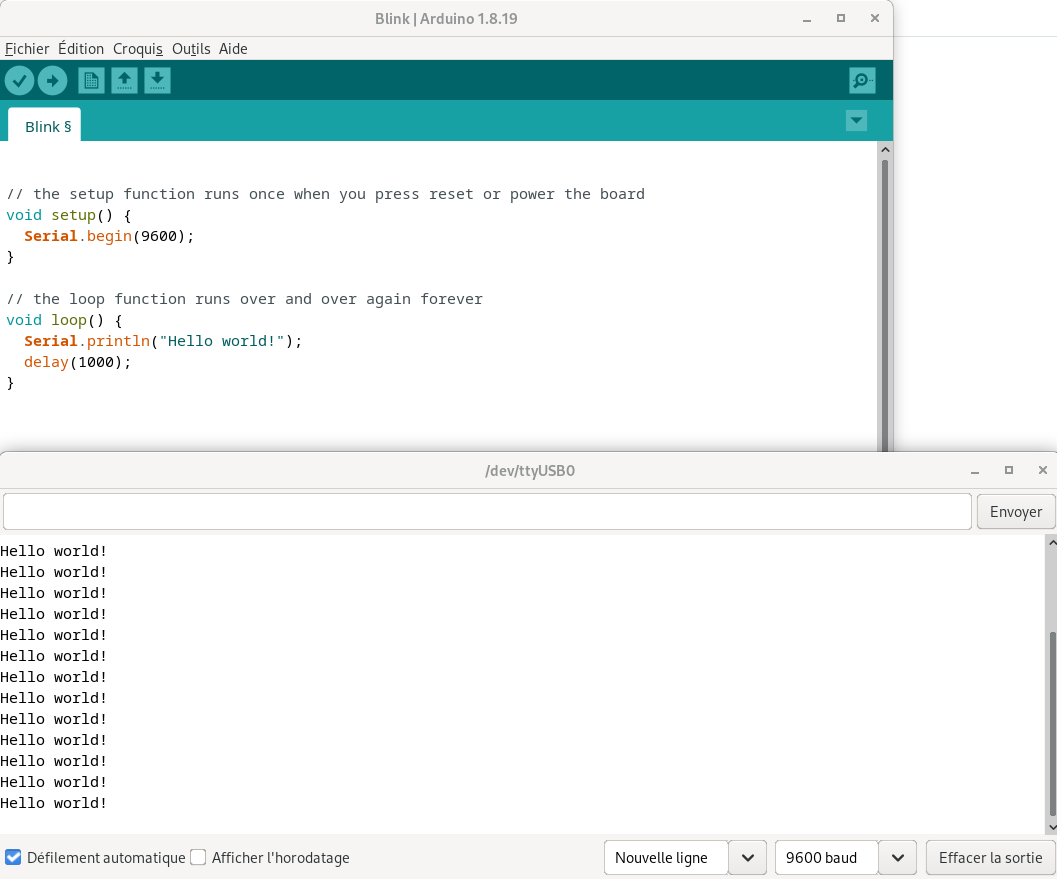 Blink | Arduino 1.8.19
Fichier Édition Croquis Outils Aide
Blink §
// the setup function runs once when you press reset or power the board
void setup() {
  Serial.begin(9600);
}
// the loop function runs over and over again forever
void loop() {
  Serial.println("Hello world!");
  delay(1000);
}
/dev/ttyUSB0
Envoyer
Hello world!
Hello world!
Hello world!
Hello world!
Hello world!
Hello world!
Hello world!
Hello world!
Hello world!
Hello world!
Hello world!
Hello world!
Hello world!
Défilement automatique Afficher l'horodatage Nouvelle ligne 9600 baud Effacer la sortie